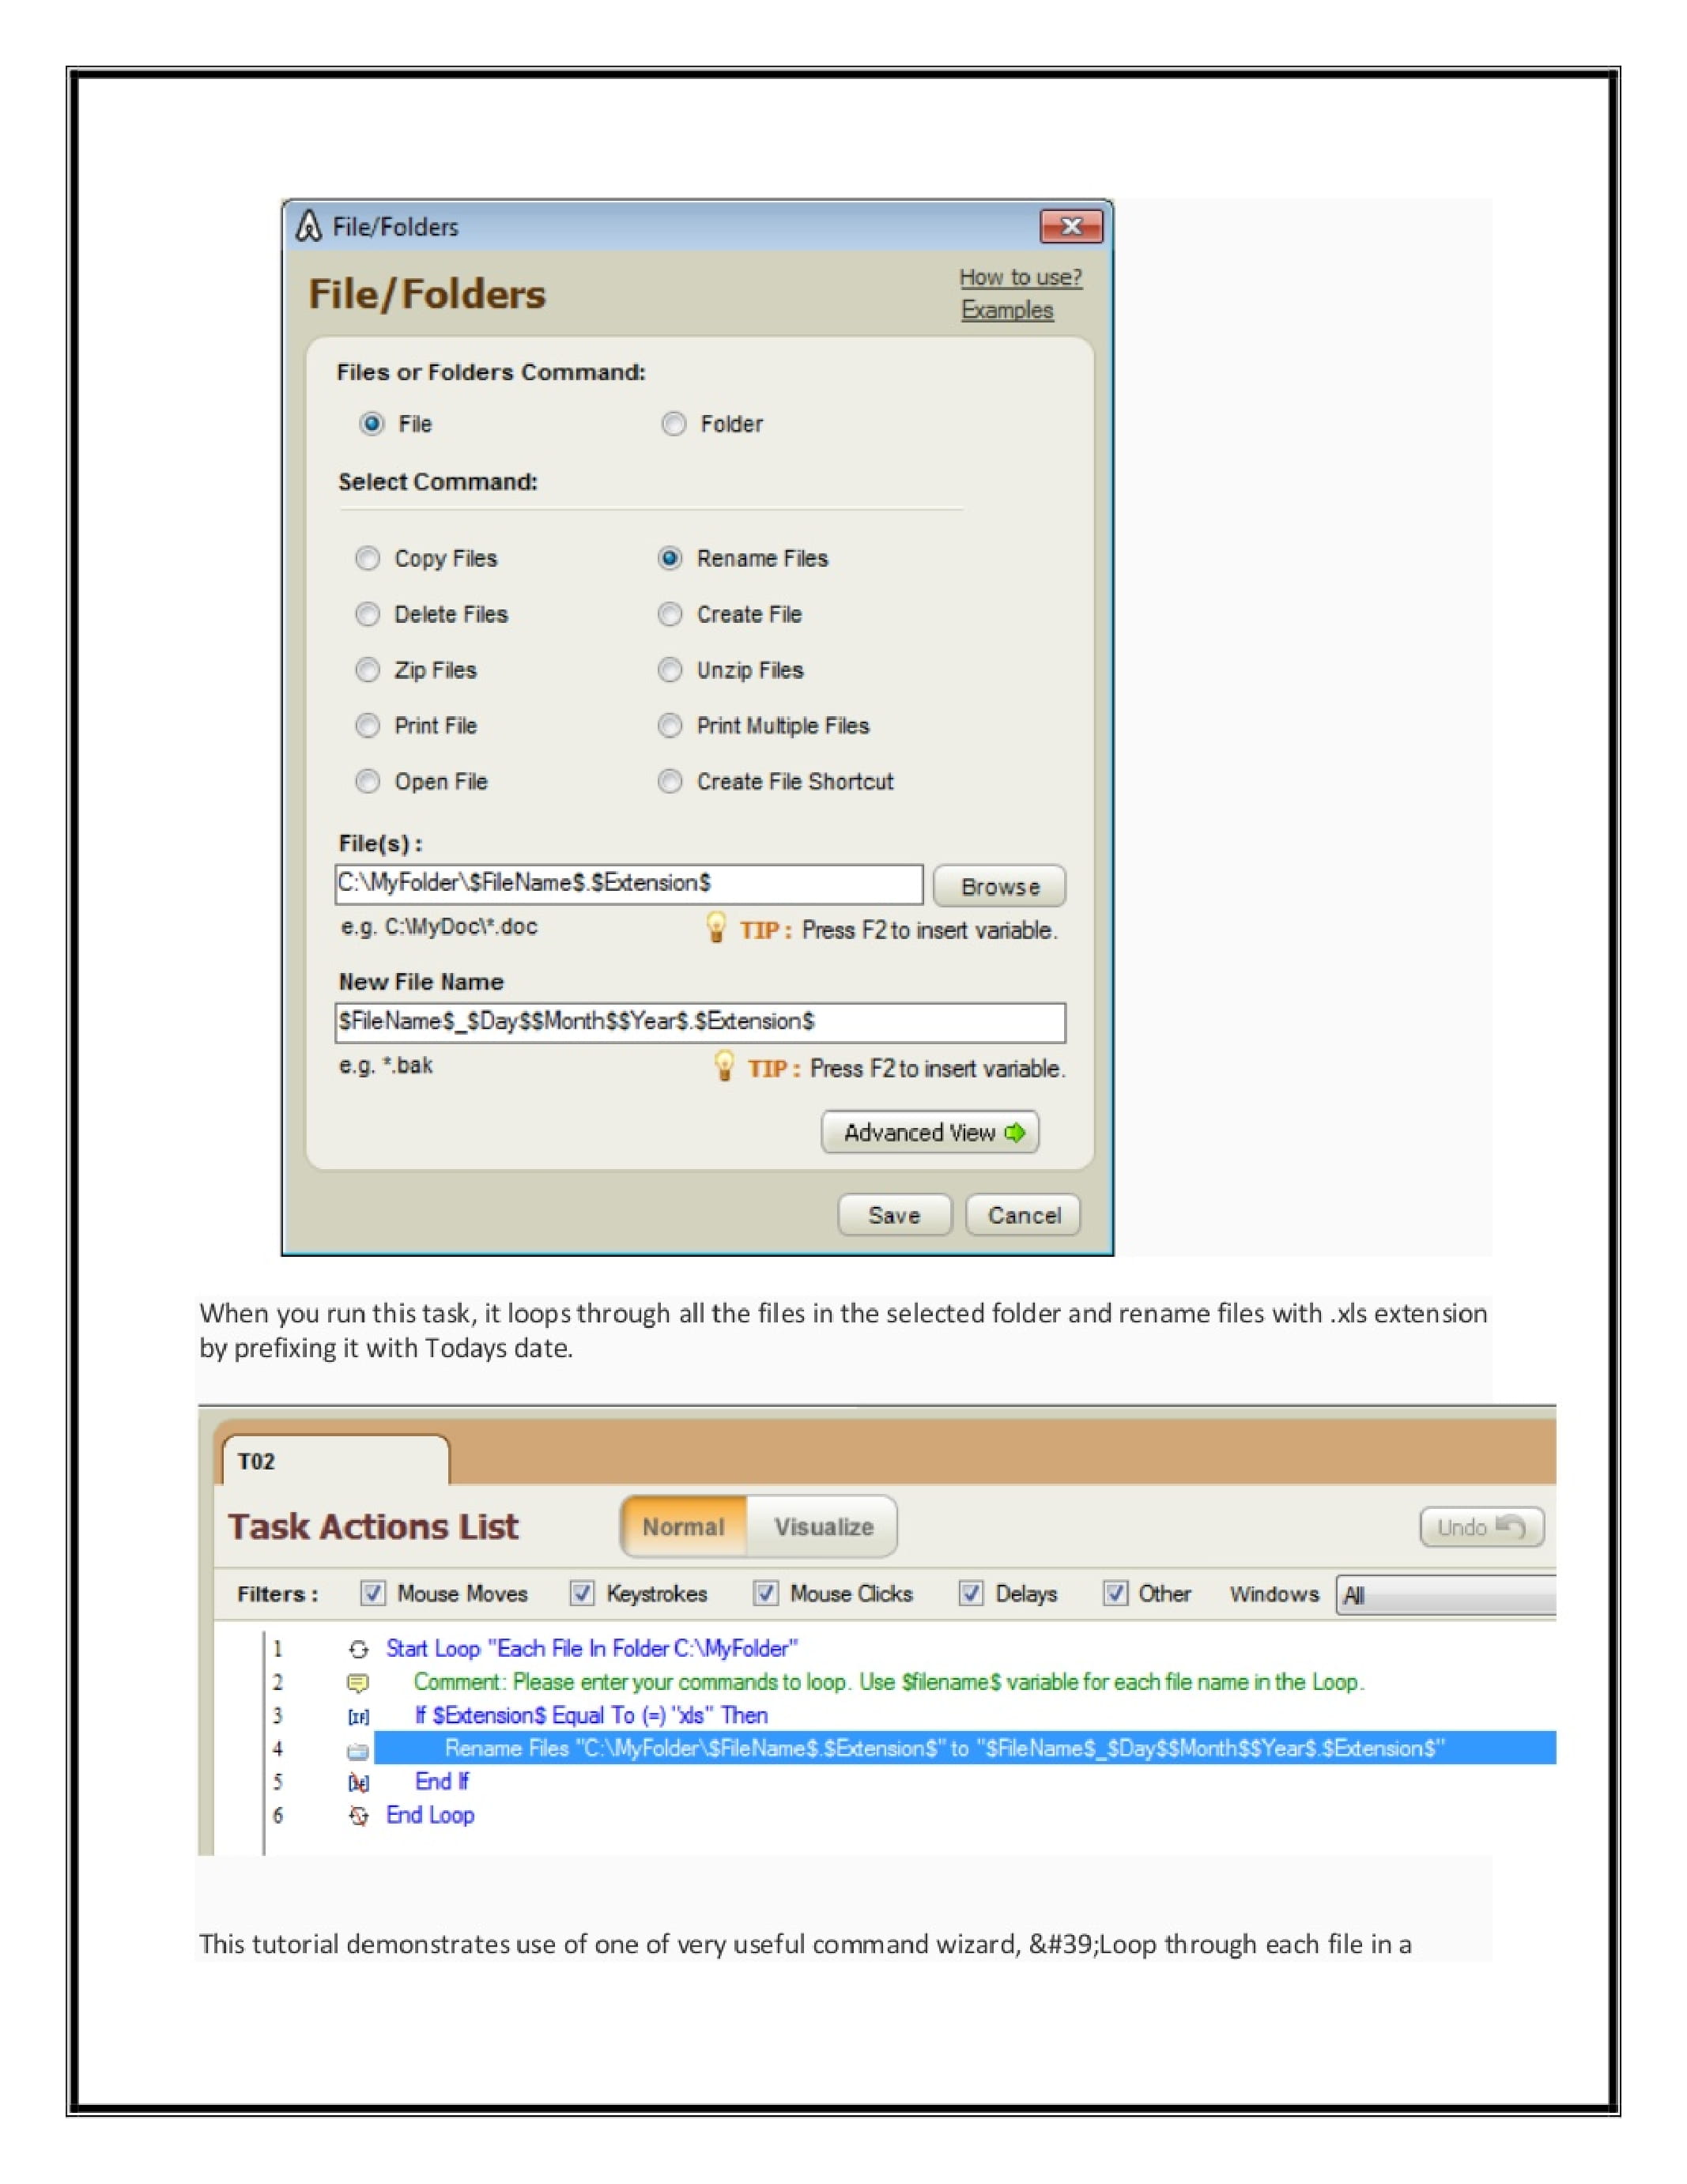 File/Folders
File/Folders
How to use?
Examples
Files or Folders Command:
File Folder
Select Command:
Copy Files Rename Files
Delete Files Create File
Zip Files Unzip Files
Print File Print Multiple Files
Open File Create File Shortcut
File(s) :
C:\MyFolder\$FileName$.$Extension$ Browse
e.g. C:\MyDoc\*.doc TIP : Press F2 to insert variable.
New File Name
$FileName$_$Day$$Month$$Year$.$Extension$
e.g. *.bak TIP : Press F2 to insert variable.
Advanced View
Save Cancel
When you run this task, it loops through all the files in the selected folder and rename files with .xls extension
by prefixing it with Todays date.
T02
Task Actions List Normal Visualize Undo
Filters : Mouse Moves Keystrokes Mouse Clicks Delays Other Windows All
1 Start Loop "Each File In Folder C:\MyFolder"
2 Comment: Please enter your commands to loop. Use $filename$ variable for each file name in the Loop.
3 [IF] If $Extension$ Equal To (=) "xls" Then
4 Rename Files "C:\MyFolder\$FileName$.$Extension$" to "$FileName$_$Day$$Month$$Year$.$Extension$"
5 End If
6 End Loop
This tutorial demonstrates use of one of very useful command wizard, &#39;Loop through each file in a